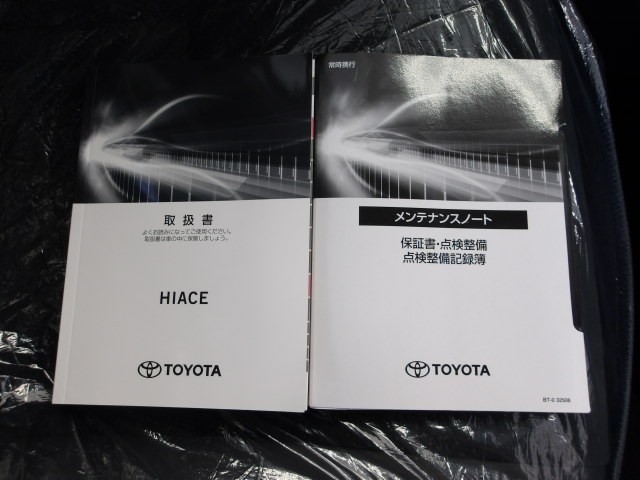 取扱書
よくお読みになってご使用ください。
取扱書は車の中に保管しましょう。
HIACE
TOYOTA
常時携行
メンテナンスノート
保証書・点検整備
点検整備記録簿
TOYOTA